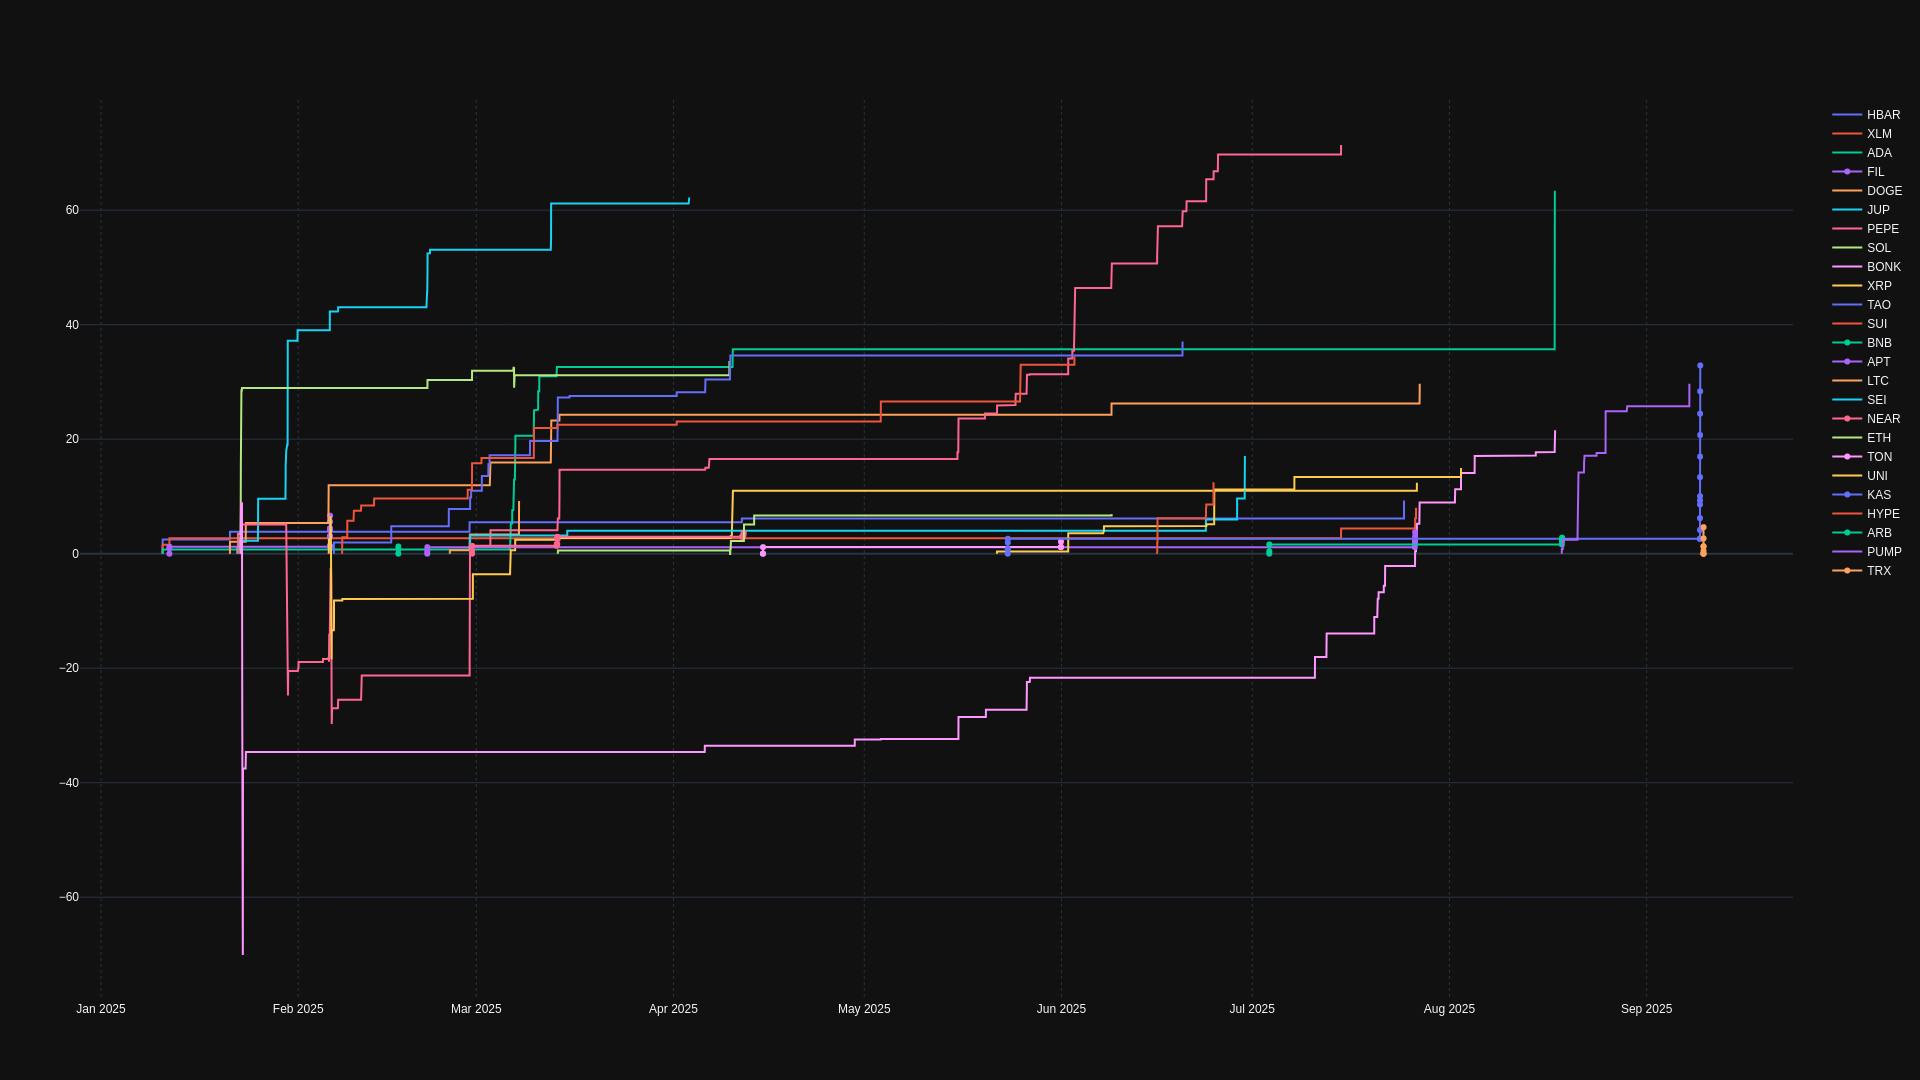 60
40
20
0
−20
−40
−60
Jan 2025
Feb 2025
Mar 2025
Apr 2025
May 2025
Jun 2025
Jul 2025
Aug 2025
Sep 2025
HBAR
XLM
ADA
FIL
DOGE
JUP
PEPE
SOL
BONK
XRP
TAO
SUI
BNB
APT
LTC
SEI
NEAR
ETH
TON
UNI
KAS
HYPE
ARB
PUMP
TRX